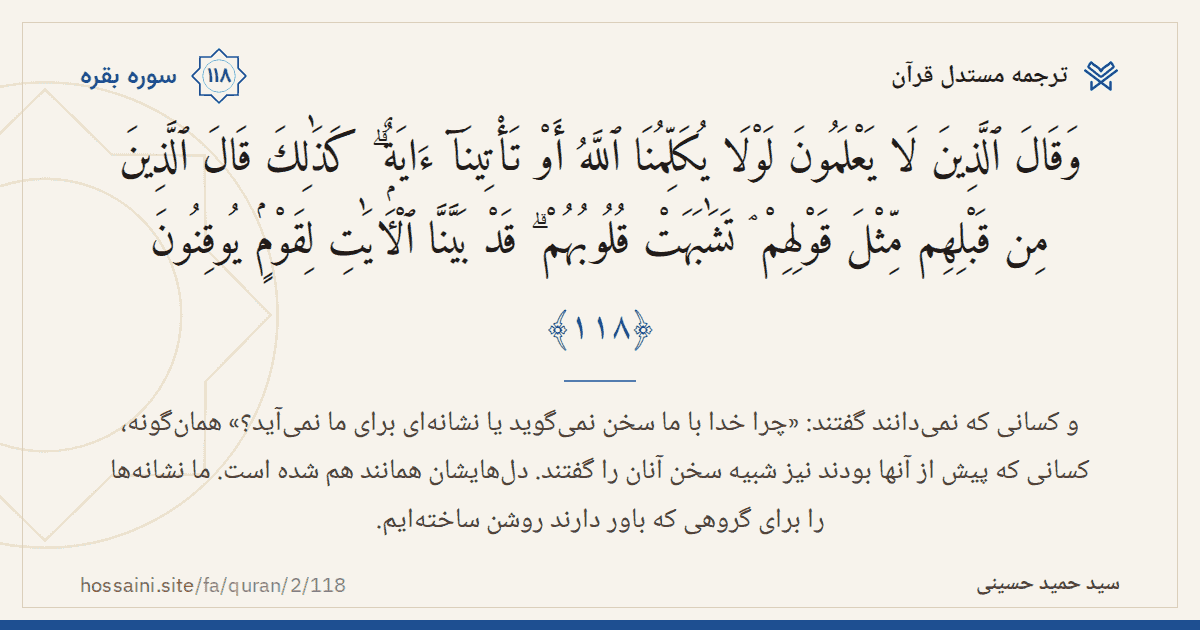 ترجمه مستدل قرآن
سوره بقره ۱۱۸
وَقَالَ ٱلَّذِينَ لَا يَعْلَمُونَ لَوْلَا يُكَلِّمُنَا ٱللَّهُ أَوْ تَأْتِينَآ ءَايَةٌۭ ۗ كَذَٰلِكَ قَالَ ٱلَّذِينَ
مِن قَبْلِهِم مِّثْلَ قَوْلِهِمْ ۘ تَشَٰبَهَتْ قُلُوبُهُمْ ۗ قَدْ بَيَّنَّا ٱلْءَايَٰتِ لِقَوْمٍۢ يُوقِنُونَ
﴿١١٨﴾
و کسانی که نمی‌دانند گفتند: «چرا خدا با ما سخن نمی‌گوید یا نشانه‌ای برای ما نمی‌آید؟» همان‌گونه،
کسانی که پیش از آنها بودند نیز شبیه سخن آنان را گفتند. دل‌هایشان همانند هم شده است. ما نشانه‌ها
را برای گروهی که باور دارند روشن ساخته‌ایم.
سید حمید حسینی
hossaini.site/fa/quran/2/118